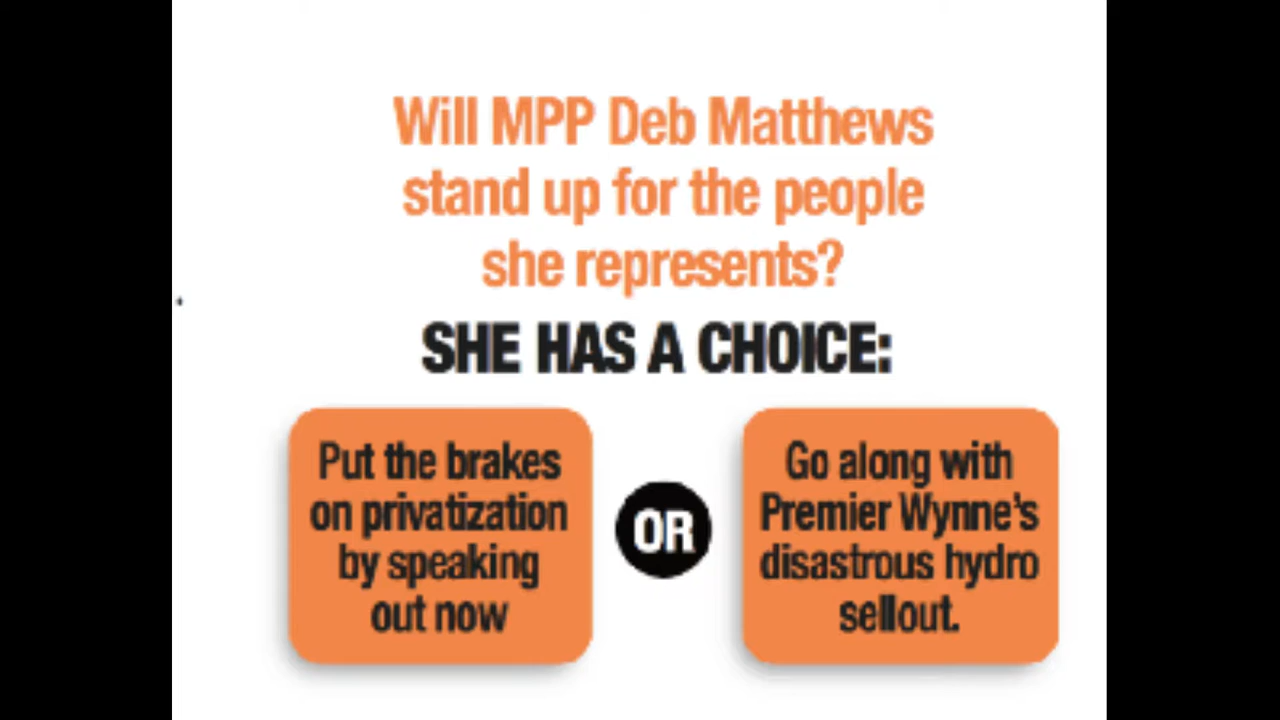 Will MPP Deb Matthews
stand up for the people
she represents?
SHE HAS A CHOICE:
Put the brakes
on privatization
by speaking
out now
OR
Go along with
Premier Wynne's
disastrous hydro
sellout.